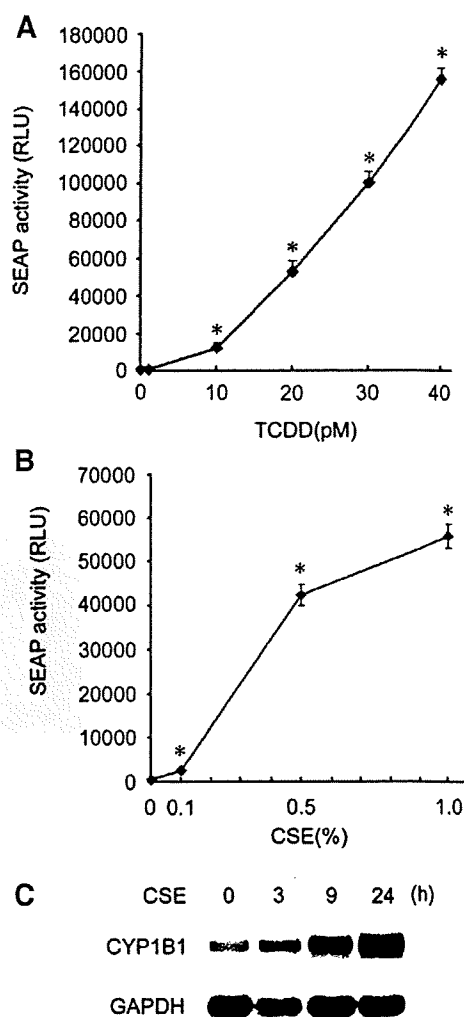 A
SEAP activity (RLU)
180000
160000
140000
120000
100000
80000
60000
40000
20000
0
* * * *
0 10 20 30 40
TCDD(pM)
B
SEAP activity (RLU)
70000
60000
50000
40000
30000
20000
10000
0
* * *
0 0.1 0.5 1.0
CSE(%)
C
CSE 0 3 9 24 (h)
CYP1B1
GAPDH